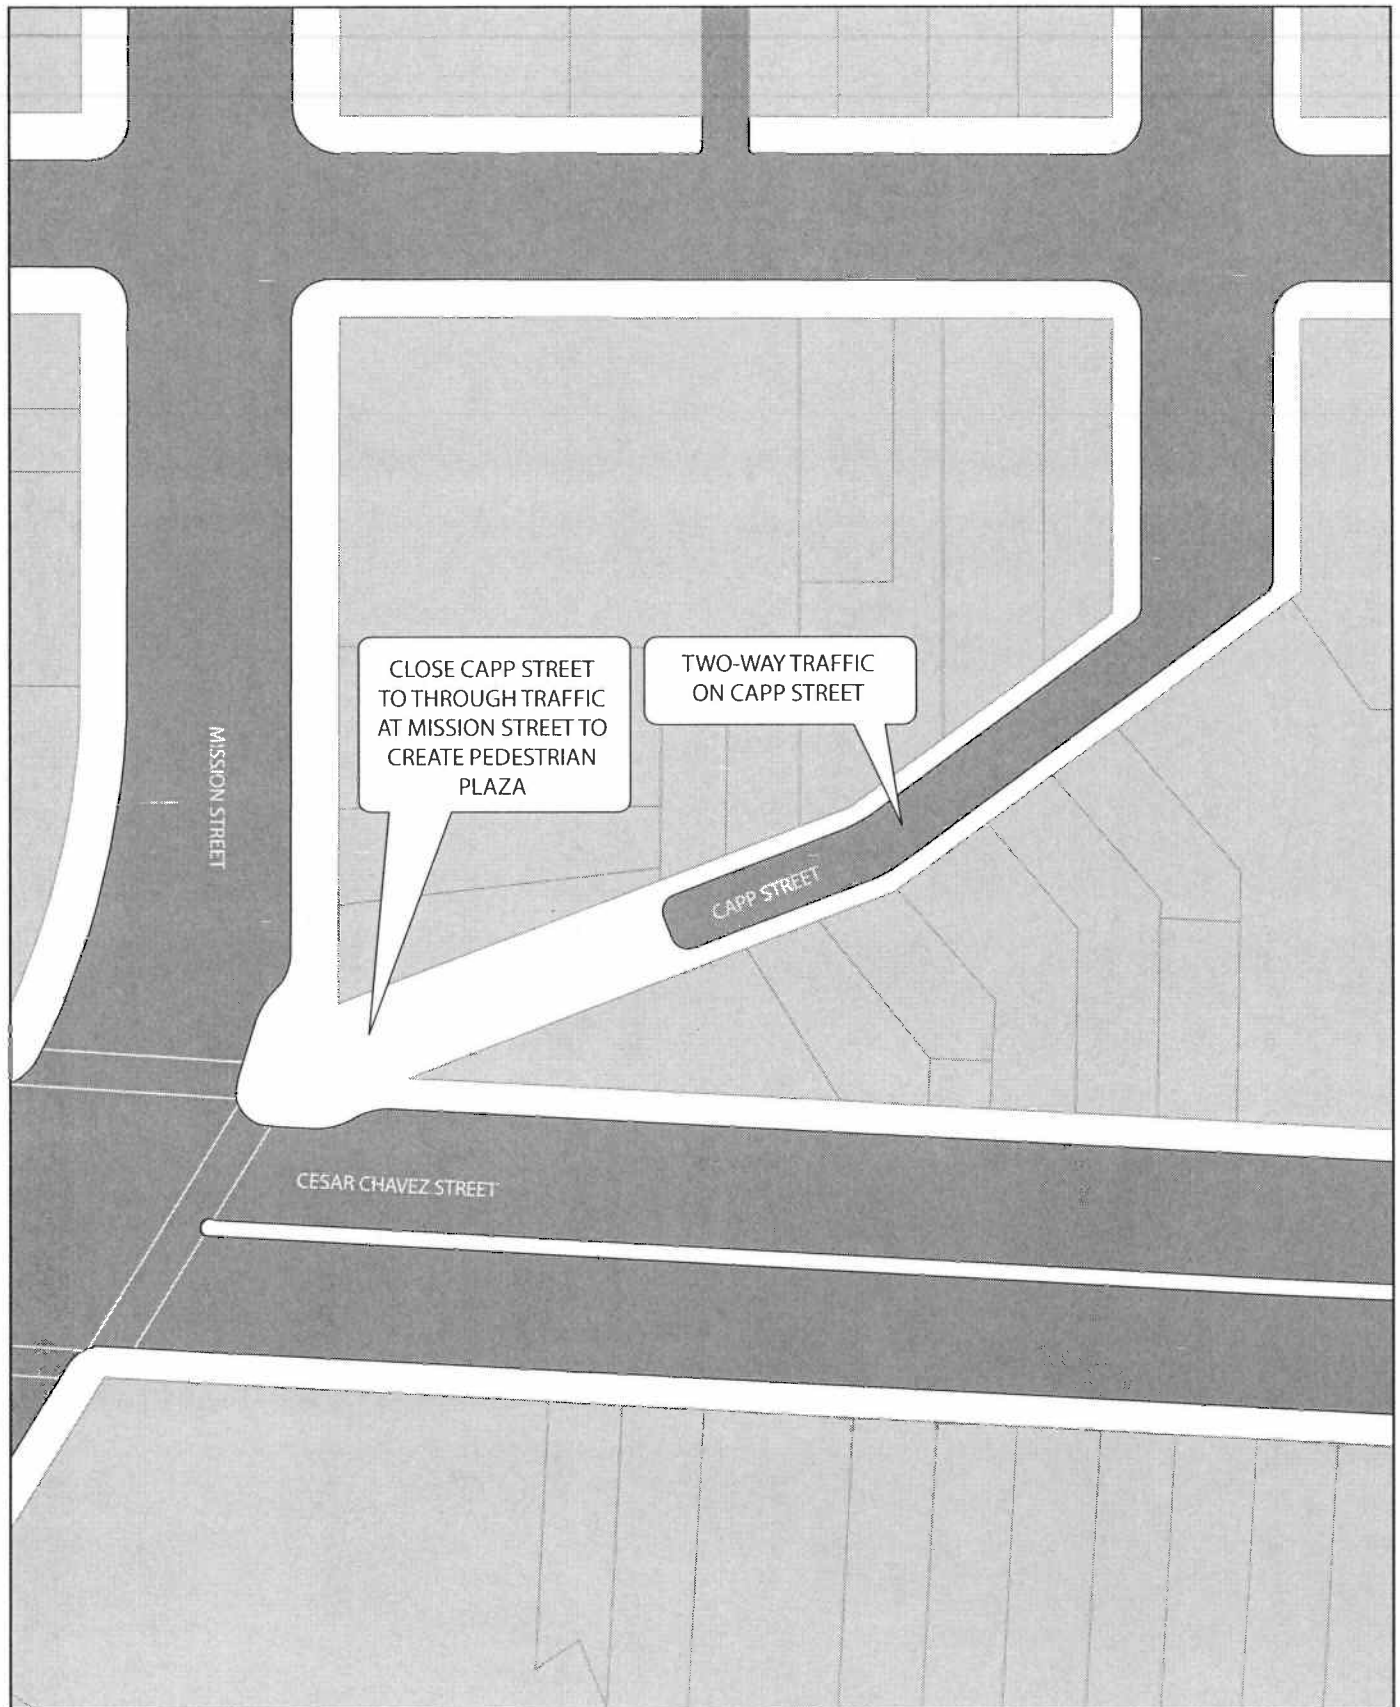 CLOSE CAPP STREET
TO THROUGH TRAFFIC
AT MISSION STREET TO
CREATE PEDESTRIAN
PLAZA
TWO-WAY TRAFFIC
ON CAPP STREET
MISSION STREET
CAPP STREET
CESAR CHAVEZ STREET